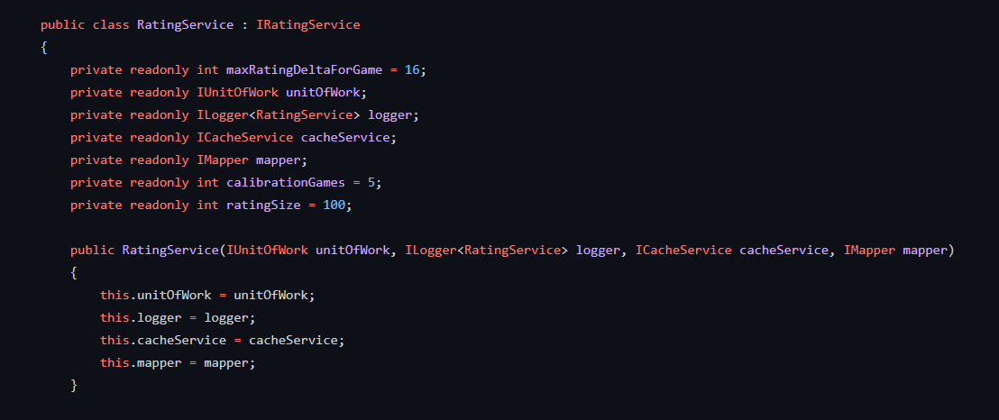 public class RatingService : IRatingService
{
    private readonly int maxRatingDeltaForGame = 16;
    private readonly IUnitOfWork unitOfWork;
    private readonly ILogger<RatingService> logger;
    private readonly ICacheService cacheService;
    private readonly IMapper mapper;
    private readonly int calibrationGames = 5;
    private readonly int ratingSize = 100;

    public RatingService(IUnitOfWork unitOfWork, ILogger<RatingService> logger, ICacheService cacheService, IMapper mapper)
    {
        this.unitOfWork = unitOfWork;
        this.logger = logger;
        this.cacheService = cacheService;
        this.mapper = mapper;
    }